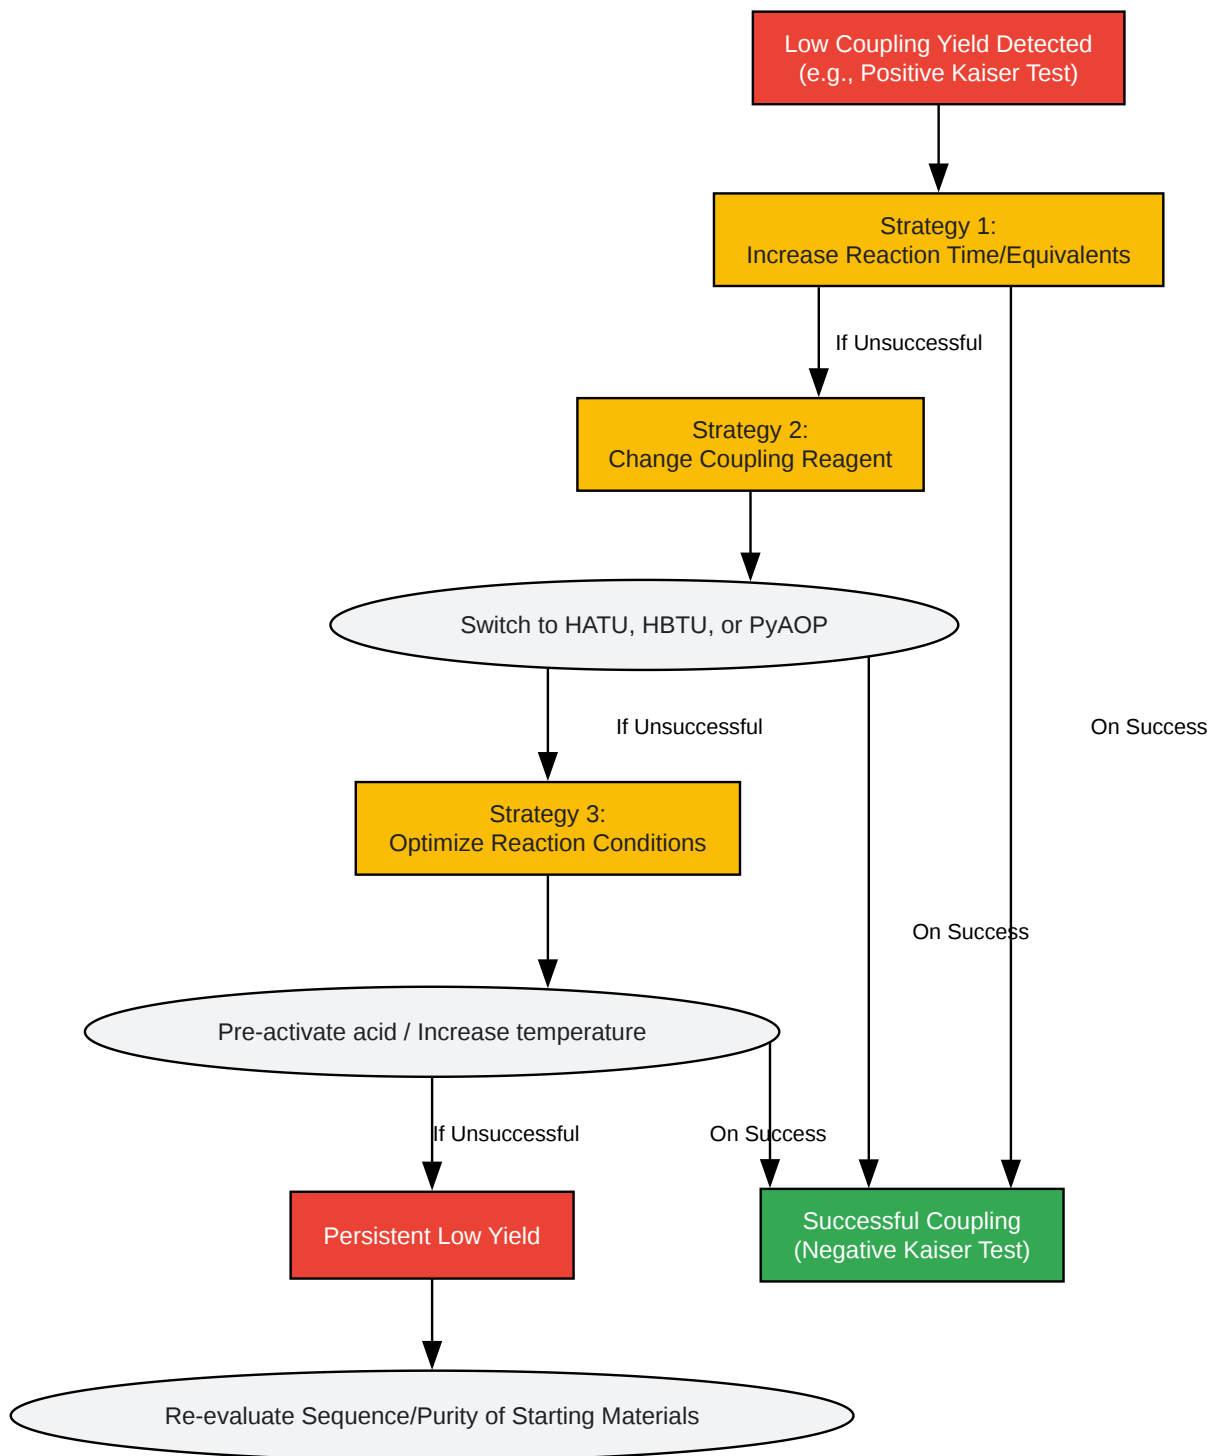 Low Coupling Yield Detected
(e.g., Positive Kaiser Test)
Strategy 1:
Increase Reaction Time/Equivalents
If Unsuccessful
Strategy 2:
Change Coupling Reagent
Switch to HATU, HBTU, or PyAOP
If Unsuccessful
On Success
Strategy 3:
Optimize Reaction Conditions
On Success
Pre-activate acid / Increase temperature
If Unsuccessful
On Success
Persistent Low Yield
Successful Coupling
(Negative Kaiser Test)
Re-evaluate Sequence/Purity of Starting Materials